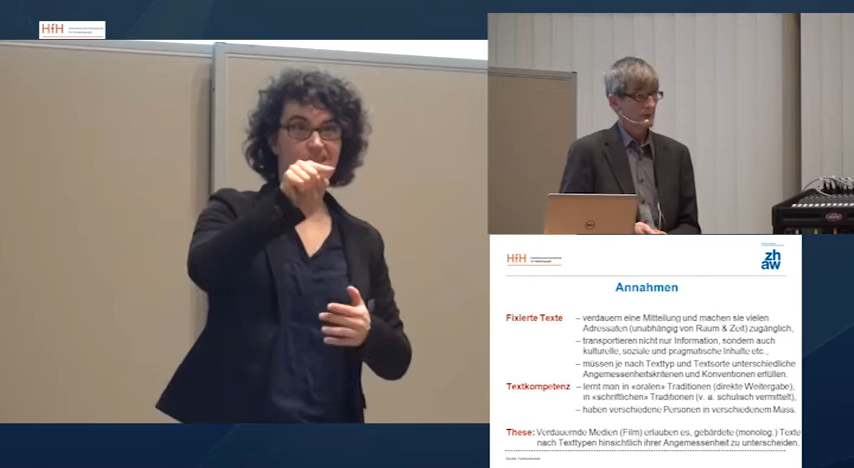 HfH
HfH
zh
aw
Annahmen
Fixierte Texte – verdauern eine Mitteilung und machen sie vielen
Adressaten (unabhängig von Raum & Zeit) zugänglich,
– transportieren nicht nur Information, sondern auch
kulturelle, soziale und pragmatische Inhalte etc.,
– müssen je nach Texttyp und Textsorte unterschiedliche
Angemessenheitskriterien und Konventionen erfüllen.
Textkompetenz – lernt man in «oralen» Traditionen (direkte Weitergabe),
in «schriftlichen» Traditionen (v. a. schulisch vermittelt),
– haben verschiedene Personen in verschiedenem Mass.
These: Verdauernde Medien (Film) erlauben es, gebärdete (monolog.) Texte
nach Texttypen hinsichtlich ihrer Angemessenheit zu unterscheiden.